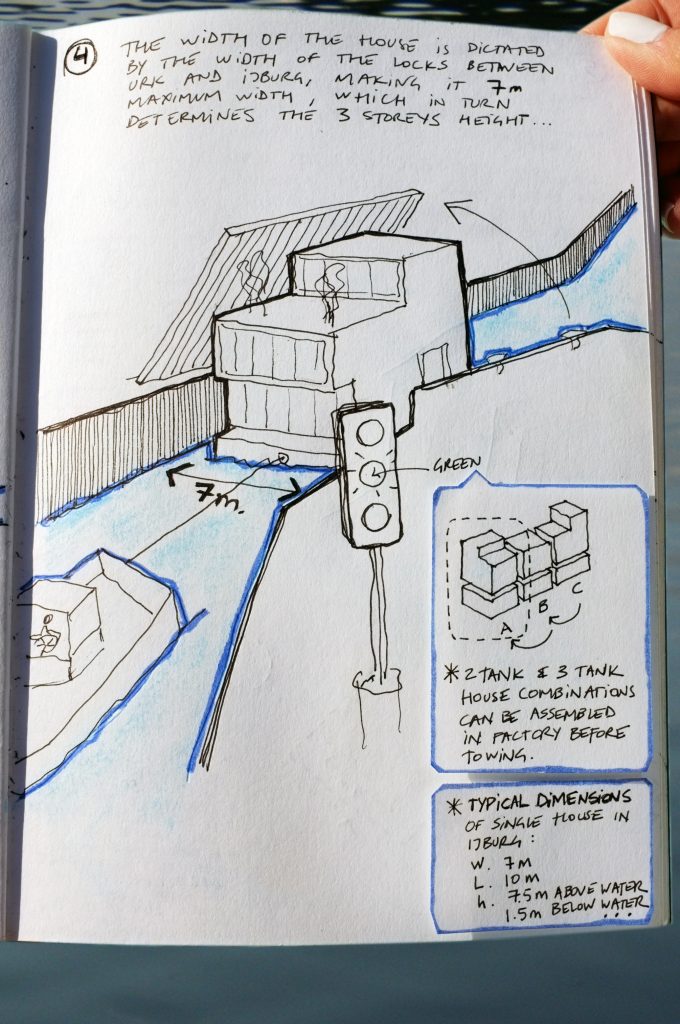 4
THE WIDTH OF THE HOUSE IS DICTATED
BY THE WIDTH OF THE LOCKS BETWEEN
URK AND IJBURG, MAKING IT 7m
MAXIMUM WIDTH, WHICH IN TURN
DETERMINES THE 3 STOREYS HEIGHT...
GREEN
7m.
A
B
C
* 2 TANK & 3 TANK
HOUSE COMBINATIONS
CAN BE ASSEMBLED
IN FACTORY BEFORE
TOWING.
* TYPICAL DIMENSIONS
OF SINGLE HOUSE IN
IJBURG:
W. 7m
L. 10m
h. 7.5m ABOVE WATER
1.5m BELOW WATER
...